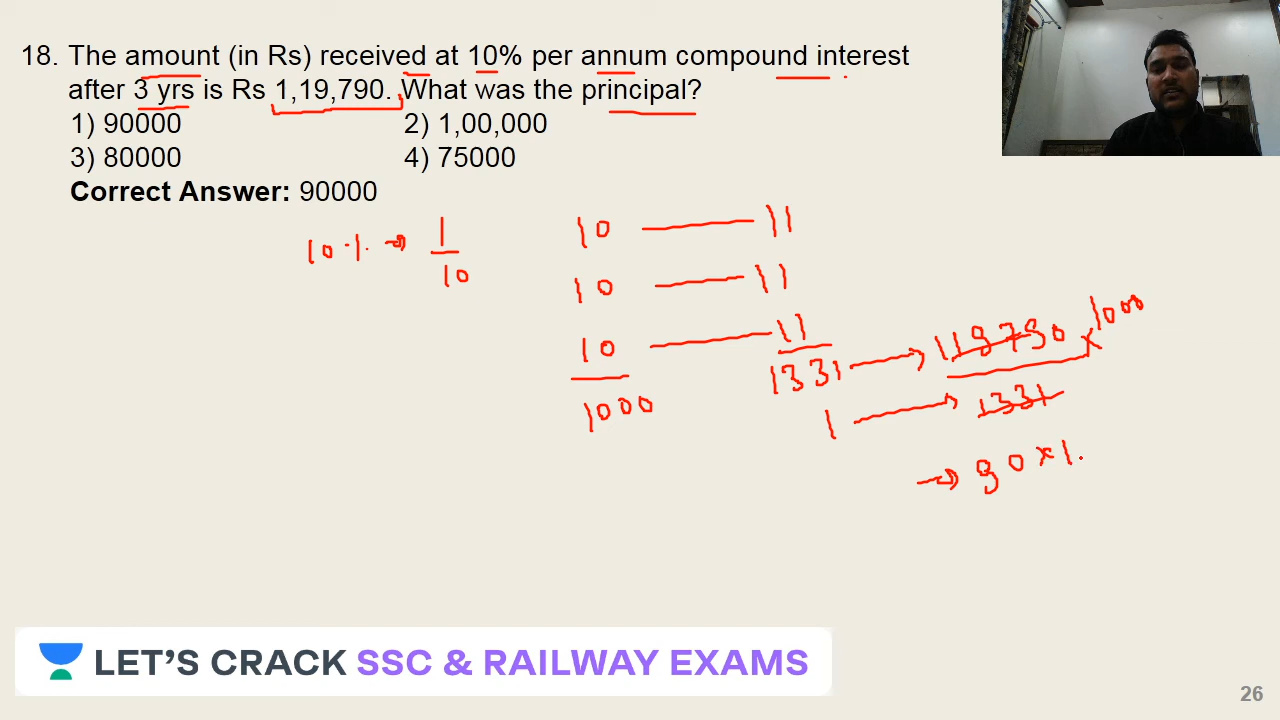 18. The amount (in Rs) received at 10% per annum compound interest
after 3 yrs is Rs 1,19,790. What was the principal?
1) 90000 2) 1,00,000
3) 80000 4) 75000
Correct Answer: 90000
10% → 1/10
10 — 11
10 — 11
10 — 11
1000 1331 → 119790 × 1000
1 → 1331
→ 90 × 1
LET'S CRACK SSC & RAILWAY EXAMS
26